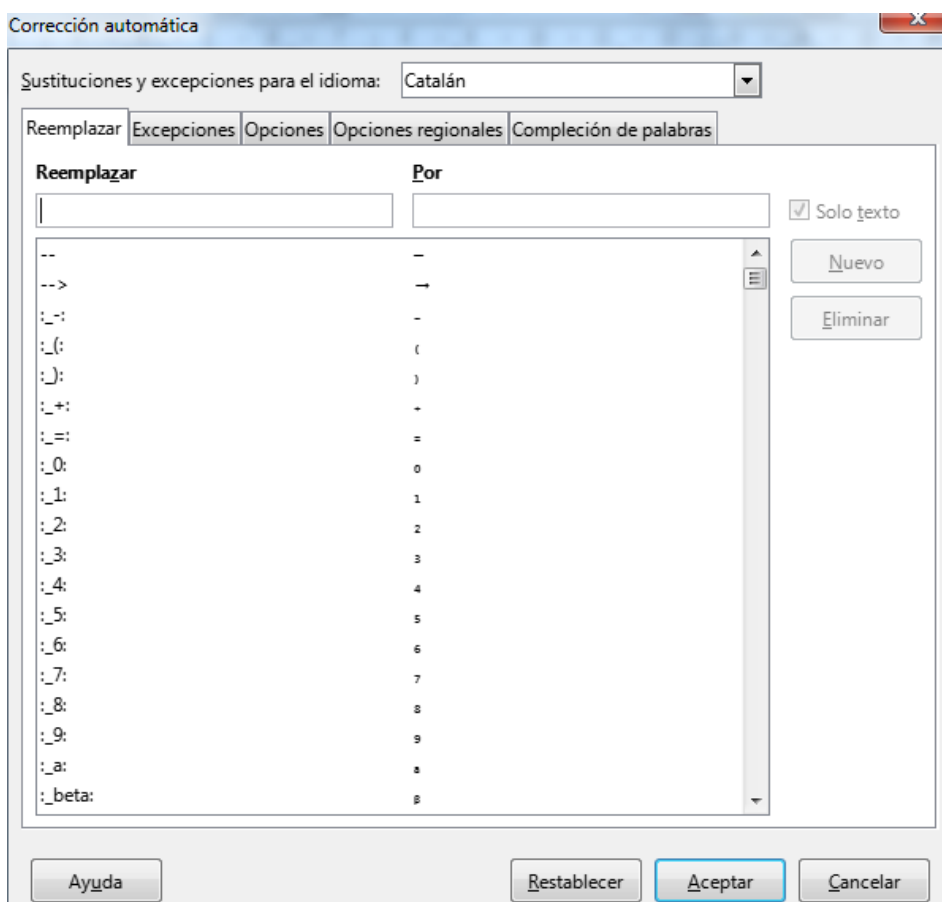 Corrección automática
Sustituciones y excepciones para el idioma: Catalán
Reemplazar Excepciones Opciones Opciones regionales Compleción de palabras
Reemplazar Por
Solo texto
Nuevo
Eliminar
-- –
--> →
:_-: ₋
:_(: ₍
:_): ₎
:_+: ₊
:_=: ₌
:_0: ₀
:_1: ₁
:_2: ₂
:_3: ₃
:_4: ₄
:_5: ₅
:_6: ₆
:_7: ₇
:_8: ₈
:_9: ₉
:_a: ₐ
:_beta: ᵦ
Ayuda Restablecer Aceptar Cancelar